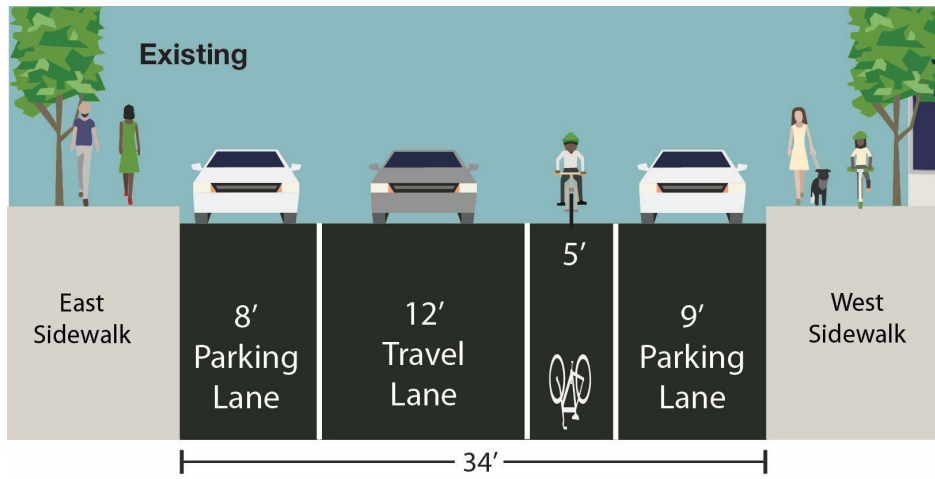 Existing
East
Sidewalk
8’
Parking
Lane
12’
Travel
Lane
5’
9’
Parking
Lane
West
Sidewalk
34’